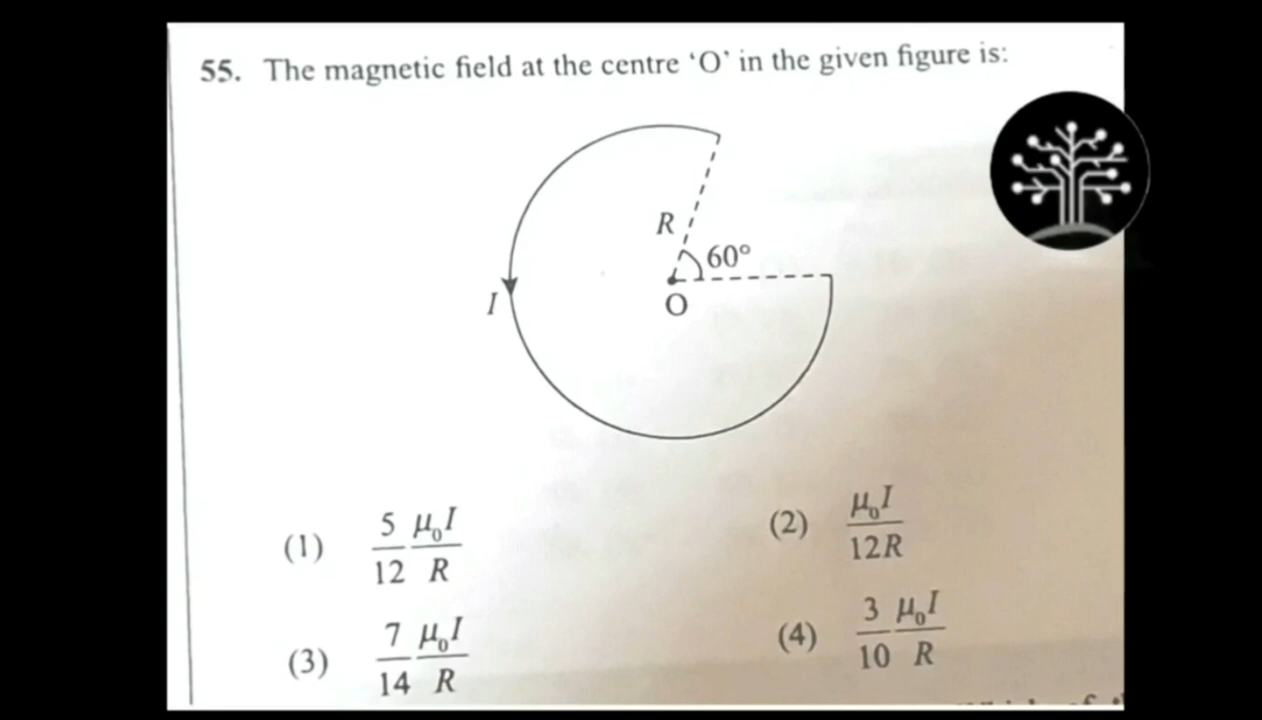 55. The magnetic field at the centre ‘O’ in the given figure is:
R
60°
I
O
(1) 5/12 μ₀I/R
(2) μ₀I/12R
(3) 7/14 μ₀I/R
(4) 3/10 μ₀I/R